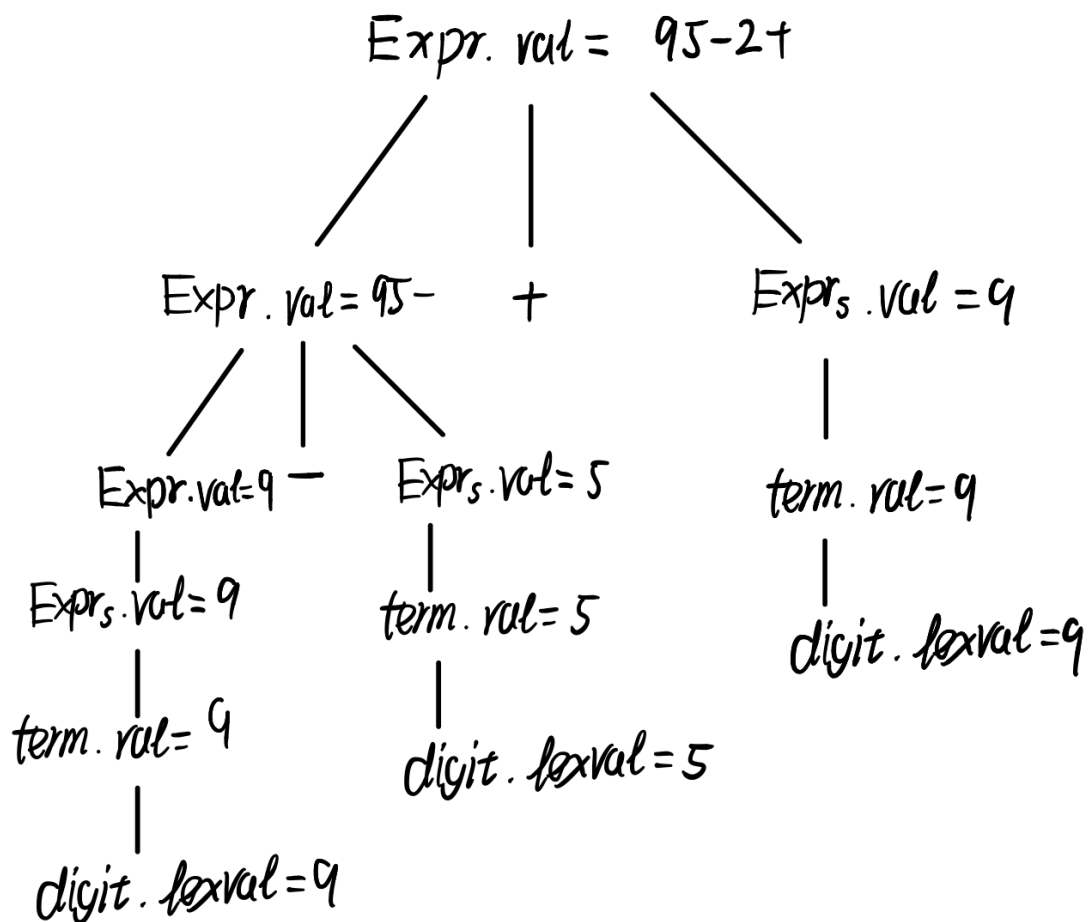 Expr. val = 95-2+
Expr. val = 95- + Exprs. val = 9
Expr. val=9 - Exprs. val = 5 term. val=9
Exprs. val= 9 term. val= 5 digit. lexval=9
term. val= 9 digit. lexval = 5
digit. lexval=9